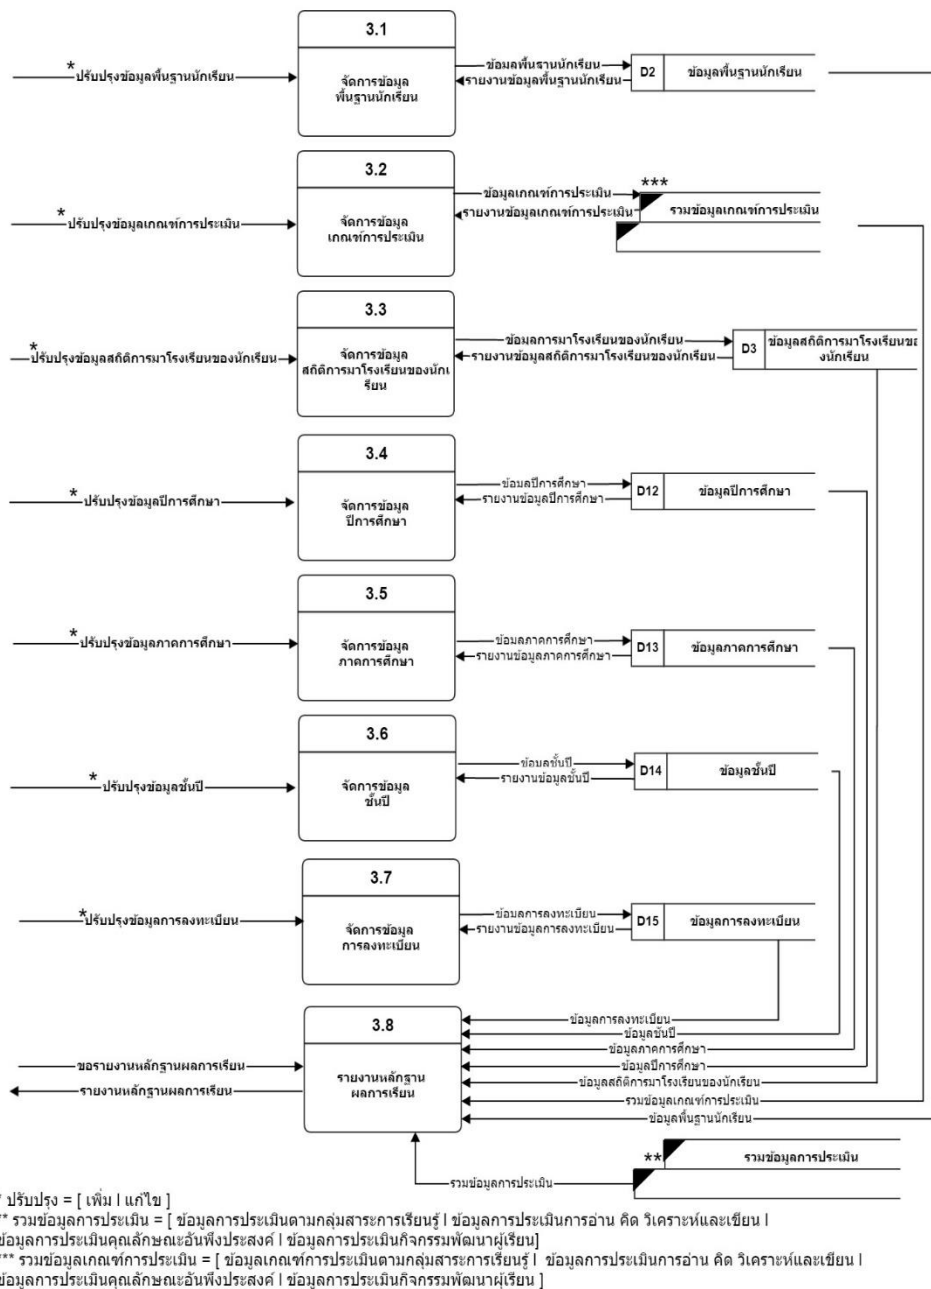 3.1
* ปรับปรุงข้อมูลพื้นฐานนักเรียน
จัดการข้อมูล
พื้นฐานนักเรียน
ข้อมูลพื้นฐานนักเรียน
รายงานข้อมูลพื้นฐานนักเรียน
D2 ข้อมูลพื้นฐานนักเรียน
3.2
* ปรับปรุงข้อมูลเกณฑ์การประเมิน
จัดการข้อมูล
เกณฑ์การประเมิน
ข้อมูลเกณฑ์การประเมิน
รายงานข้อมูลเกณฑ์การประเมิน
***
รวมข้อมูลเกณฑ์การประเมิน
3.3
* ปรับปรุงข้อมูลสถิติการมาโรงเรียนของนักเรียน
จัดการข้อมูล
สถิติการมาโรงเรียนของนักเ
รียน
ข้อมูลการมาโรงเรียนของนักเรียน
รายงานข้อมูลสถิติการมาโรงเรียนของนักเรียน
D3 ข้อมูลสถิติการมาโรงเรียนของ
งนักเรียน
3.4
* ปรับปรุงข้อมูลปีการศึกษา
จัดการข้อมูล
ปีการศึกษา
ข้อมูลปีการศึกษา
รายงานข้อมูลปีการศึกษา
D12 ข้อมูลปีการศึกษา
3.5
* ปรับปรุงข้อมูลภาคการศึกษา
จัดการข้อมูล
ภาคการศึกษา
ข้อมูลภาคการศึกษา
รายงานข้อมูลภาคการศึกษา
D13 ข้อมูลภาคการศึกษา
3.6
* ปรับปรุงข้อมูลชั้นปี
จัดการข้อมูล
ชั้นปี
ข้อมูลชั้นปี
รายงานข้อมูลชั้นปี
D14 ข้อมูลชั้นปี
3.7
* ปรับปรุงข้อมูลการลงทะเบียน
จัดการข้อมูล
การลงทะเบียน
ข้อมูลการลงทะเบียน
รายงานข้อมูลการลงทะเบียน
D15 ข้อมูลการลงทะเบียน
3.8
ขอรายงานหลักฐานผลการเรียน
รายงานหลักฐานผลการเรียน
รายงานหลักฐาน
ผลการเรียน
ข้อมูลการลงทะเบียน
ข้อมูลชั้นปี
ข้อมูลภาคการศึกษา
ข้อมูลปีการศึกษา
ข้อมูลสถิติการมาโรงเรียนของนักเรียน
รวมข้อมูลเกณฑ์การประเมิน
ข้อมูลพื้นฐานนักเรียน
** รวมข้อมูลการประเมิน
รวมข้อมูลการประเมิน
* ปรับปรุง = [ เพิ่ม | แก้ไข ]
** รวมข้อมูลการประเมิน = [ ข้อมูลการประเมินตามกลุ่มสาระการเรียนรู้ | ข้อมูลการประเมินการอ่าน คิด วิเคราะห์และเขียน |
ข้อมูลการประเมินคุณลักษณะอันพึงประสงค์ | ข้อมูลการประเมินกิจกรรมพัฒนาผู้เรียน]
*** รวมข้อมูลเกณฑ์การประเมิน = [ ข้อมูลเกณฑ์การประเมินตามกลุ่มสาระการเรียนรู้ | ข้อมูลการประเมินการอ่าน คิด วิเคราะห์และเขียน |
ข้อมูลการประเมินคุณลักษณะอันพึงประสงค์ | ข้อมูลการประเมินกิจกรรมพัฒนาผู้เรียน ]